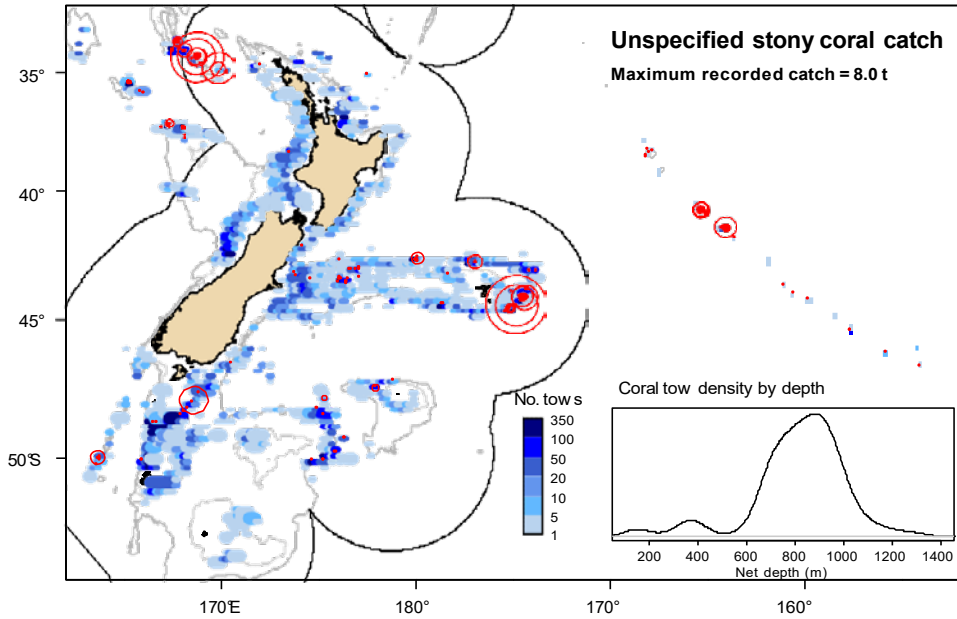 Unspecified stony coral catch
Maximum recorded catch = 8.0 t
35°
40°
45°
50°S
No. tows
350
100
50
20
10
5
1
Coral tow density by depth
200 400 600 800 1000 1200 1400
Net depth (m)
170°E 180° 170° 160°